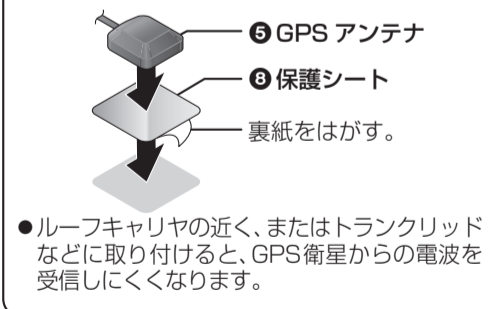 ❺GPS アンテナ
❽保護シート
裏紙をはがす。
●ルーフキャリヤの近く、またはトランクリッド
などに取り付けると、GPS衛星からの電波を
受信しにくくなります。